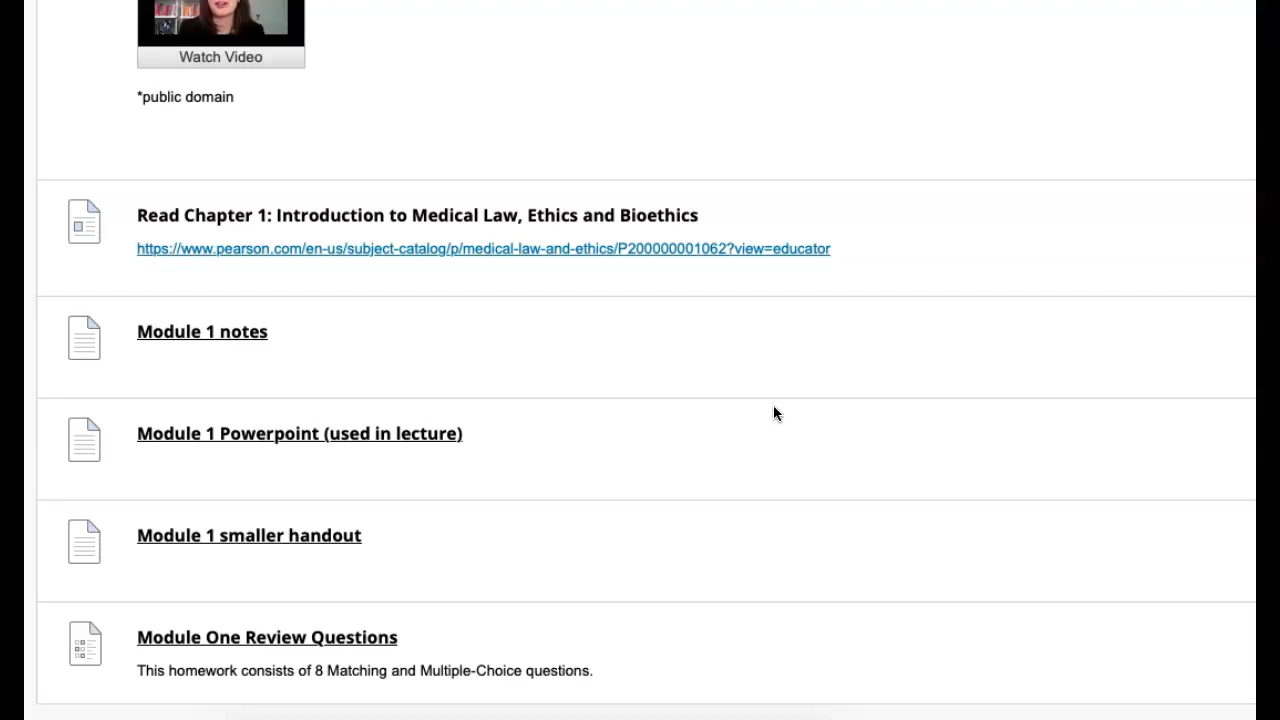 Watch Video
*public domain
Read Chapter 1: Introduction to Medical Law, Ethics and Bioethics
https://www.pearson.com/en-us/subject-catalog/p/medical-law-and-ethics/P200000001062?view=educator
Module 1 notes
Module 1 Powerpoint (used in lecture)
Module 1 smaller handout
Module One Review Questions
This homework consists of 8 Matching and Multiple-Choice questions.